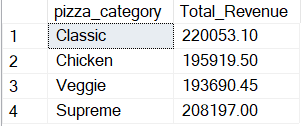 pizza_category Total_Revenue
1 Classic 220053.10
2 Chicken 195919.50
3 Veggie 193690.45
4 Supreme 208197.00